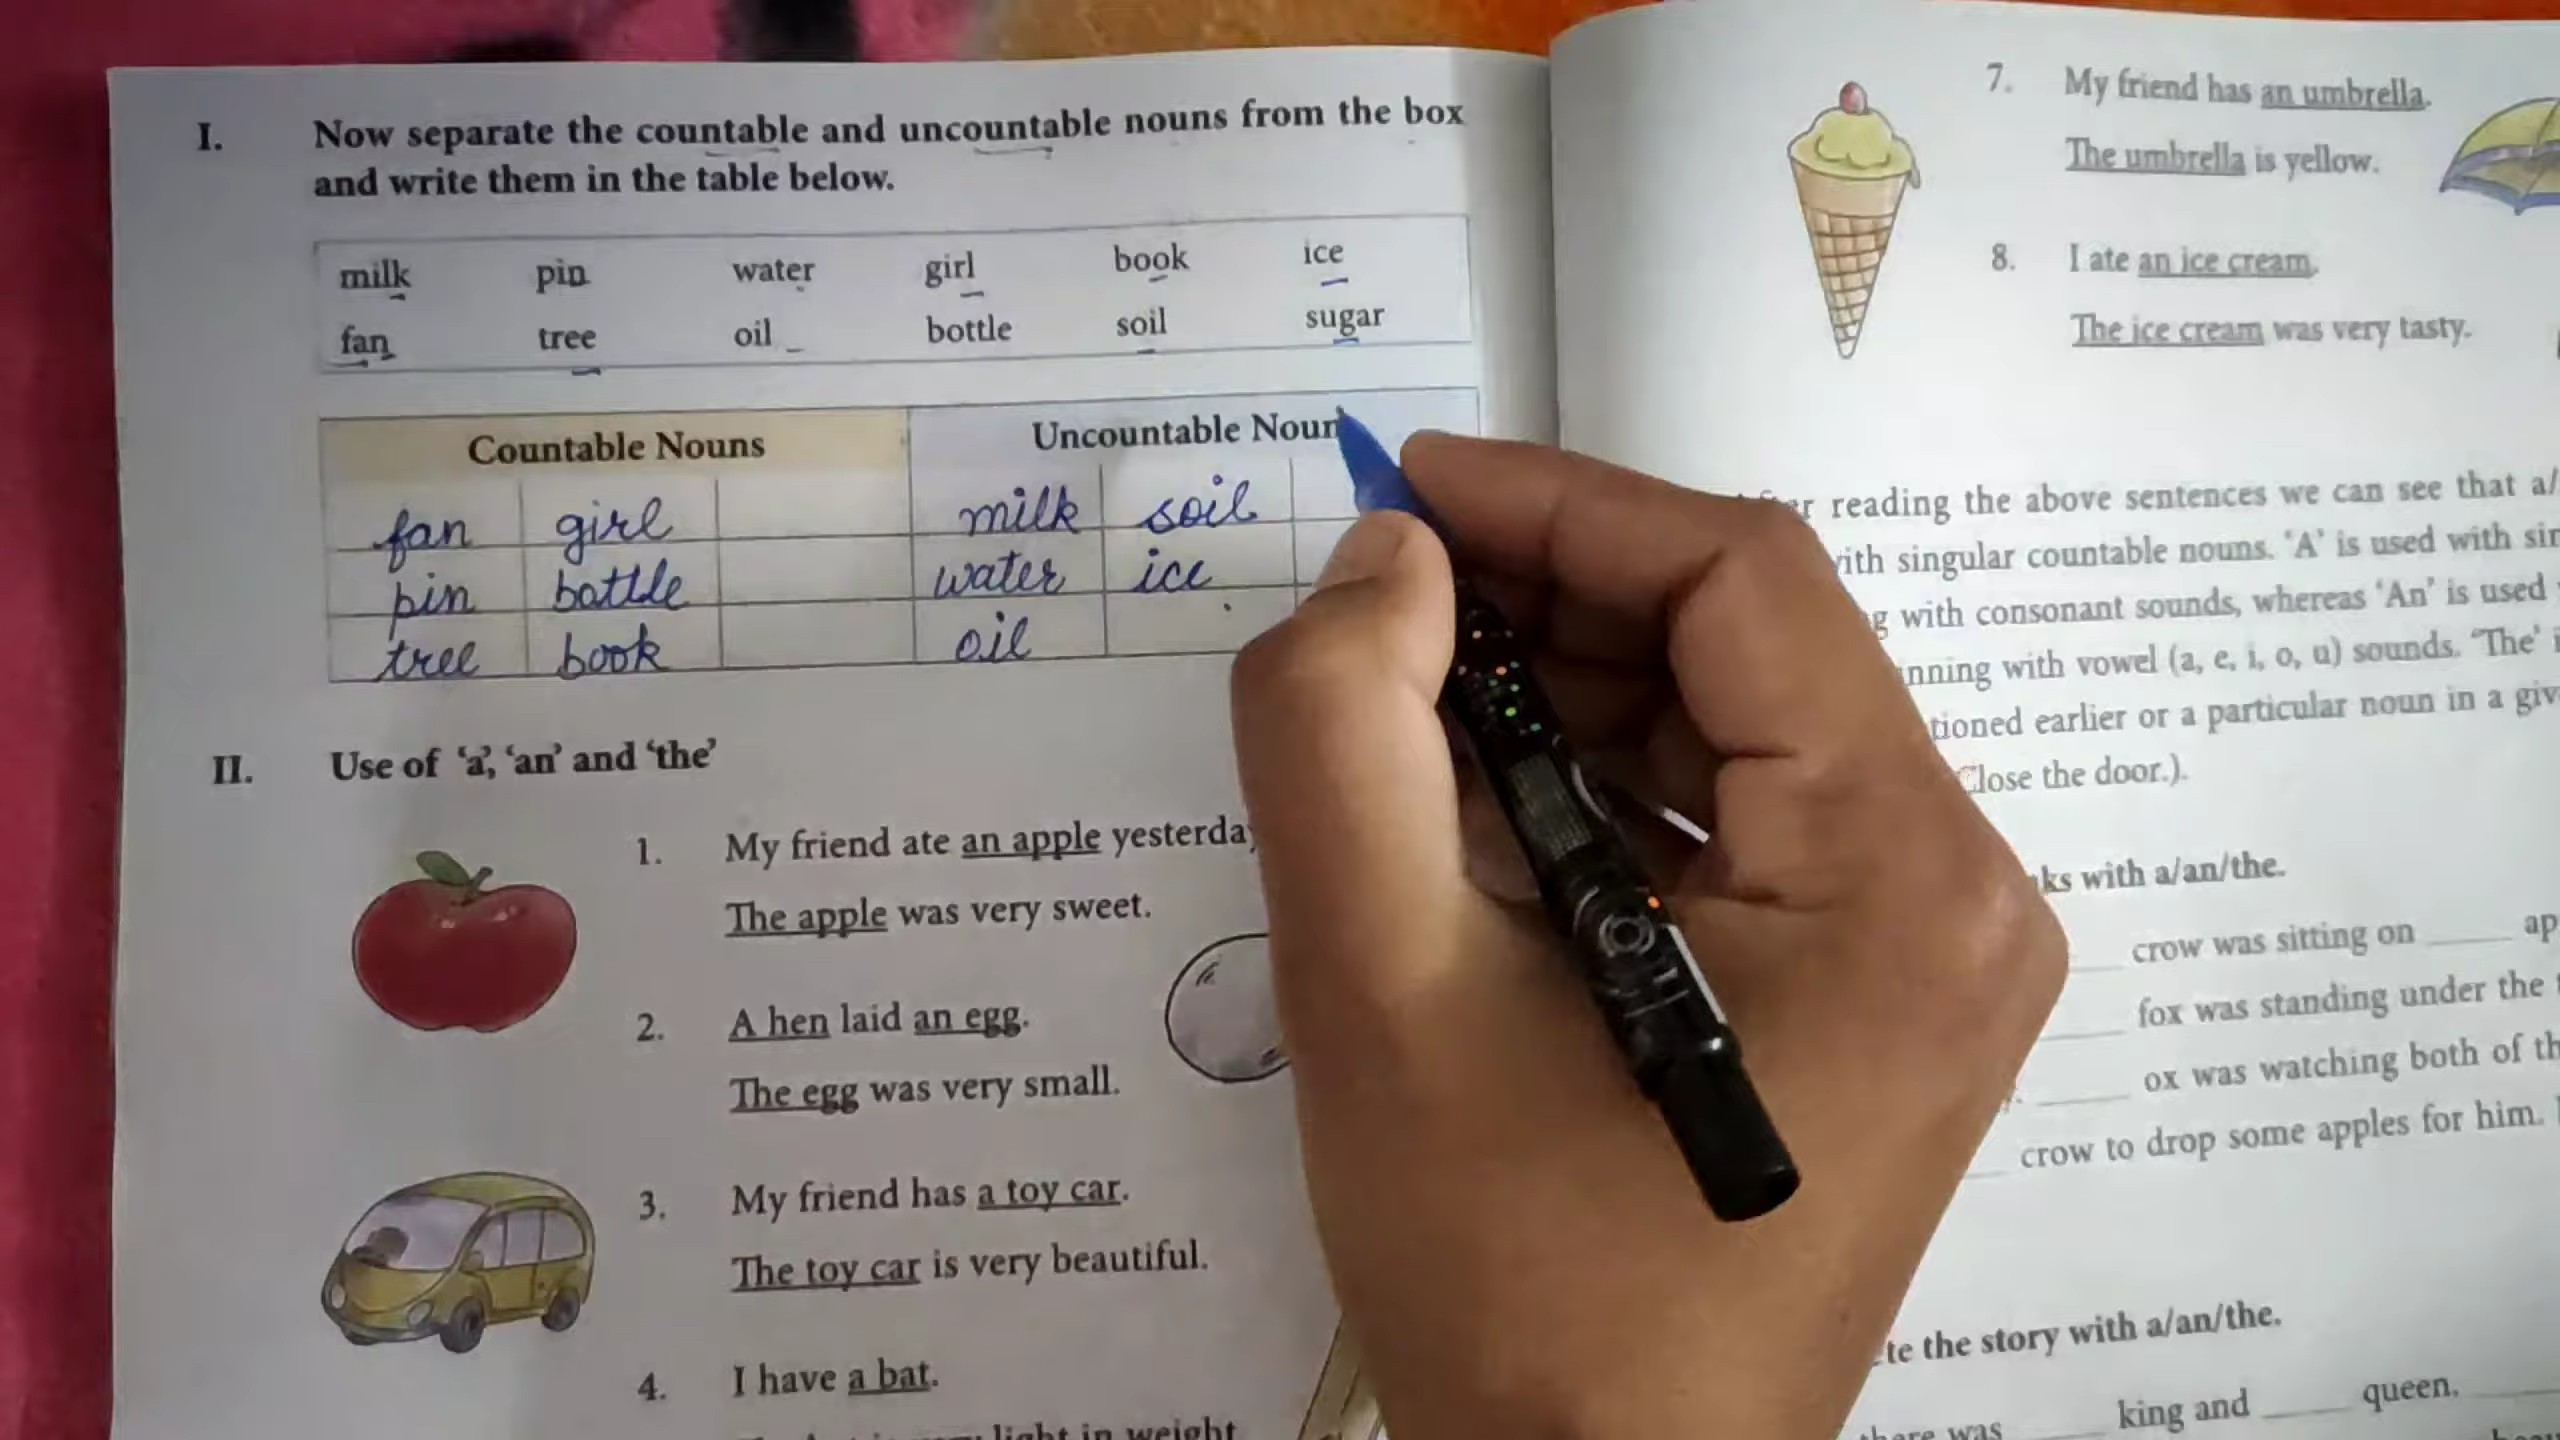 I. Now separate the countable and uncountable nouns from the box
and write them in the table below.
milk pin water girl book ice
fan tree oil bottle soil sugar
Countable Nouns Uncountable Noun
fan girl milk soil
pin bottle water ice
tree book oil
II. Use of ‘a’, ‘an’ and ‘the’
1. My friend ate an apple yesterday
The apple was very sweet.
2. A hen laid an egg.
The egg was very small.
3. My friend has a toy car.
The toy car is very beautiful.
4. I have a bat.
light in weight
7. My friend has an umbrella.
The umbrella is yellow.
8. I ate an ice cream.
The ice cream was very tasty.
reading the above sentences we can see that a/
with singular countable nouns. ‘A’ is used with
with consonant sounds, whereas ‘An’ is used
with vowel (a, e, i, o, u) sounds. ‘The’
or a particular noun in a
Close the door.).
with a/an/the.
crow was sitting on
fox was standing under the
ox was watching both of
crow to drop some apples for him.
the story with a/an/the.
was king and queen.